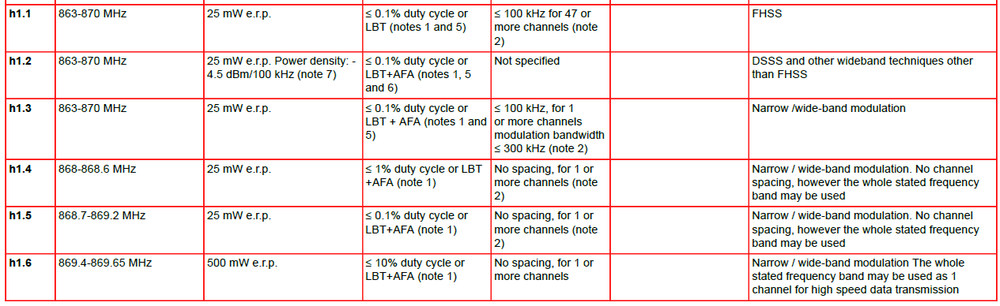 h1.1
863-870 MHz
25 mW e.r.p.
≤ 0.1% duty cycle or
LBT (notes 1 and 5)
≤ 100 kHz for 47 or
more channels (note
2)
FHSS
h1.2
863-870 MHz
25 mW e.r.p. Power density: -
4.5 dBm/100 kHz (note 7)
≤ 0.1% duty cycle or
LBT+AFA (notes 1, 5
and 6)
Not specified
DSSS and other wideband techniques other
than FHSS
h1.3
863-870 MHz
25 mW e.r.p.
≤ 0.1% duty cycle or
LBT + AFA (notes 1 and
5)
≤ 100 kHz, for 1
or more channels
modulation bandwidth
≤ 300 kHz (note 2)
Narrow /wide-band modulation
h1.4
868-868.6 MHz
25 mW e.r.p.
≤ 1% duty cycle or LBT
+AFA (note 1)
No spacing, for 1 or
more channels (note
2)
Narrow / wide-band modulation. No channel
spacing, however the whole stated frequency
band may be used
h1.5
868.7-869.2 MHz
25 mW e.r.p.
≤ 0.1% duty cycle or
LBT+AFA (note 1)
No spacing, for 1 or
more channels (note
2)
Narrow / wide-band modulation. No channel
spacing, however the whole stated frequency
band may be used
h1.6
869.4-869.65 MHz
500 mW e.r.p.
≤ 10% duty cycle or
LBT+AFA (note 1)
No spacing, for 1 or
more channels
Narrow / wide-band modulation The whole
stated frequency band may be used as 1
channel for high speed data transmission